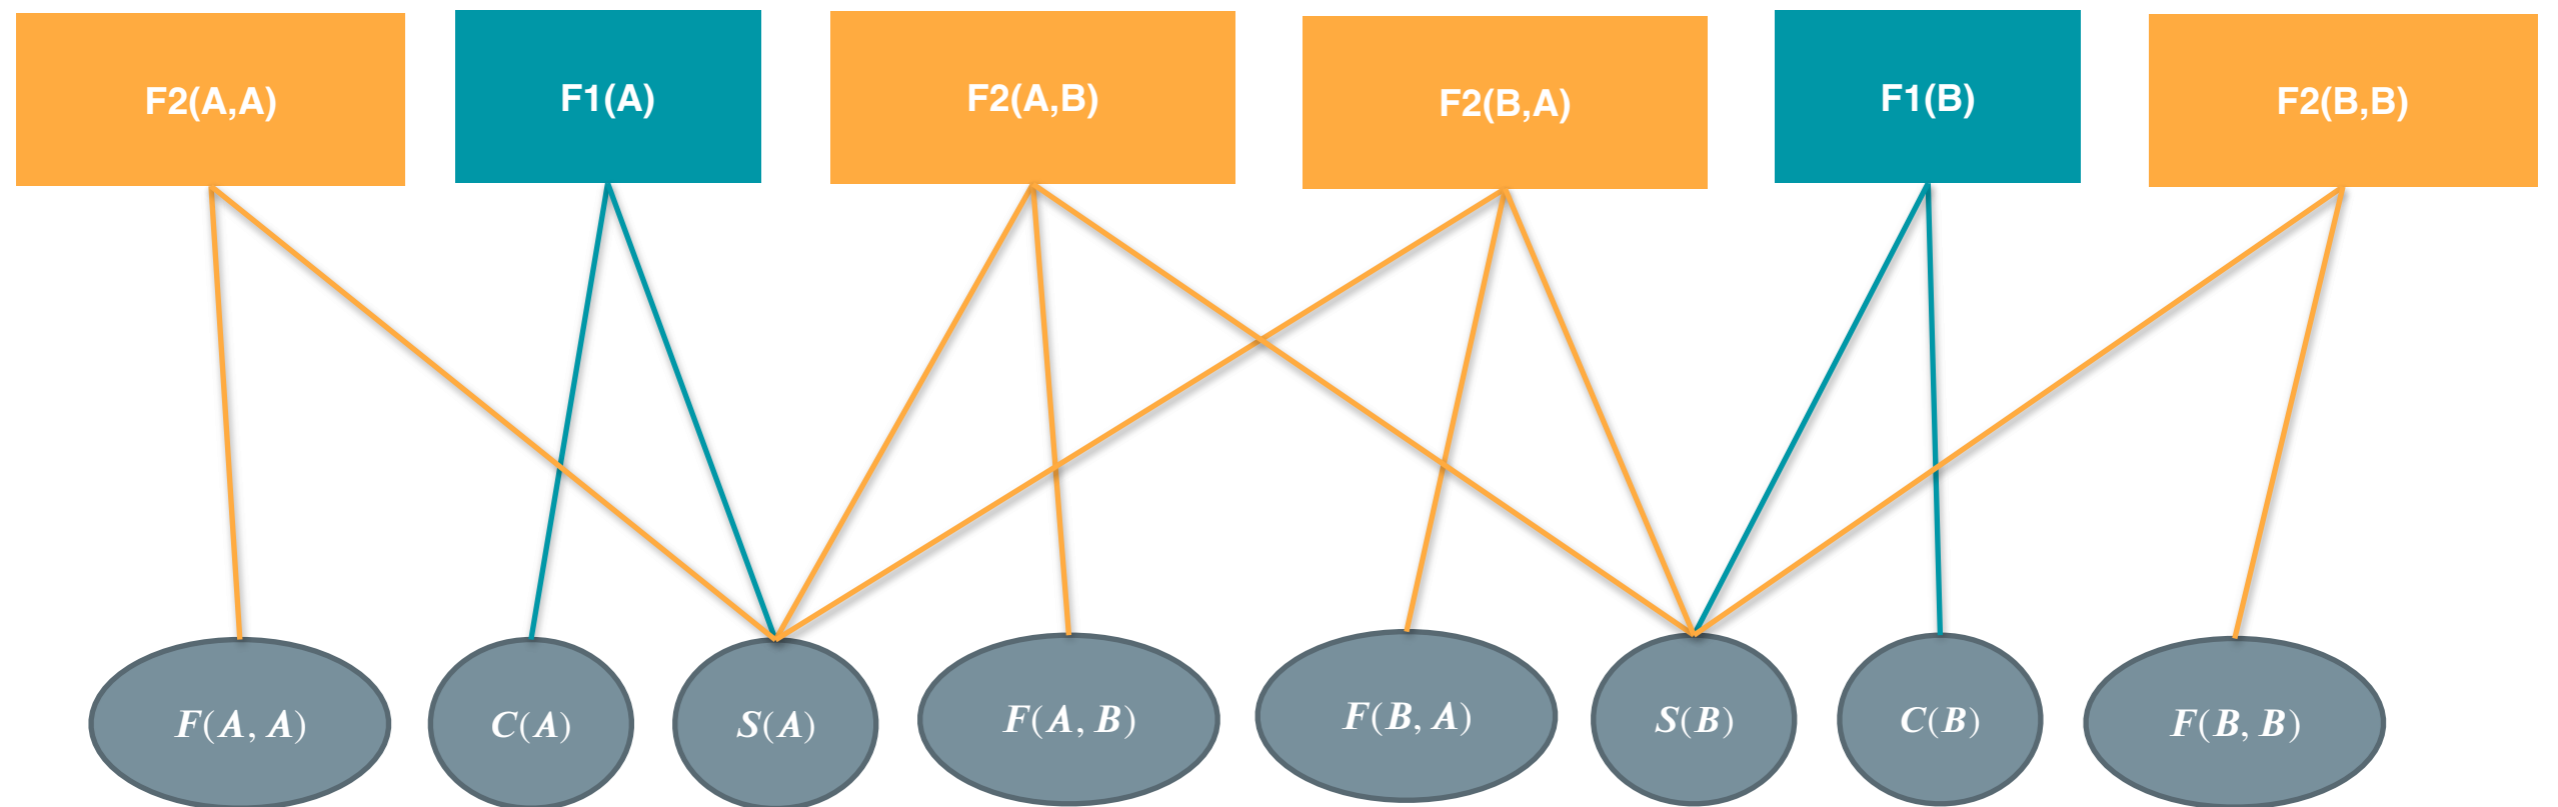 F2(A,A)
F1(A)
F2(A,B)
F2(B,A)
F1(B)
F2(B,B)
F(A, A)
C(A)
S(A)
F(A, B)
F(B, A)
S(B)
C(B)
F(B, B)